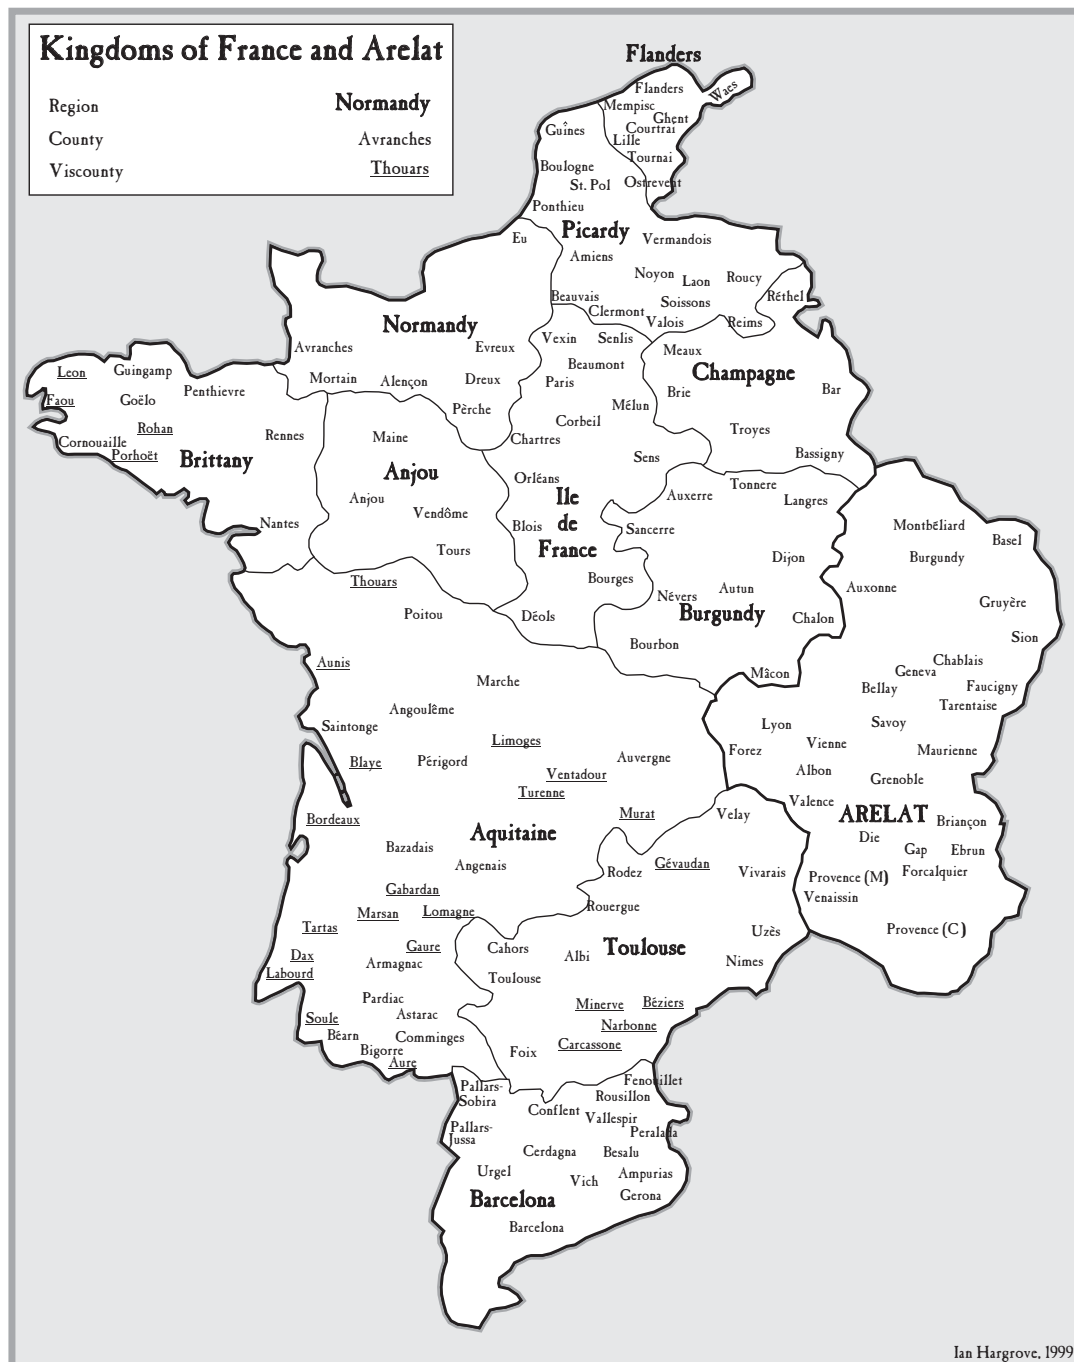 Kingdoms of France and Arelat
Region Normandy
County Avranches
Viscounty Thouars
Flanders
Flanders
Waes
Mempisc
Ghent
Courtrai
Lille
Tournai
Ostrevent
Guînes
Boulogne
St. Pol
Ponthieu
Picardy
Vermandois
Amiens
Noyon
Laon
Roucy
Soissons
Beauvais
Clermont
Valois
Eu
Normandy
Avranches
Evreux
Mortain
Alençon
Dreux
Pèrche
Réthel
Reims
Meaux
Champagne
Brie
Bar
Troyes
Bassigny
Vexin
Senlis
Beaumont
Paris
Mélun
Corbeil
Chartres
Sens
Orléans
Ile
de
France
Blois
Bourges
Déols
Leon
Guingamp
Penthievre
Faou
Goëlo
Rohan
Cornouaille
Porhoët
Brittany
Rennes
Nantes
Maine
Anjou
Anjou
Vendôme
Tours
Tonnere
Auxerre
Langres
Sancerre
Dijon
Autun
Névers
Burgundy
Chalon
Bourbon
Mâcon
Montbéliard
Basel
Burgundy
Auxonne
Gruyère
Sion
Chablais
Geneva
Bellay
Faucigny
Tarentaise
Savoy
Lyon
Vienne
Forez
Maurienne
Albon
Grenoble
Valence
ARELAT
Briançon
Die
Gap
Ebrun
Forcalquier
Provence (M)
Venaissin
Provence (C)
Thouars
Poitou
Aunis
Marche
Angoulême
Saintonge
Limoges
Blaye
Périgord
Auvergne
Ventadour
Turenne
Bordeaux
Murat
Aquitaine
Bazadais
Angenais
Gabardan
Marsan
Lomagne
Tartas
Gaure
Dax
Armagnac
Labourd
Pardiac
Soule
Astarac
Béarn
Comminges
Bigorre
Aure
Velay
Rodez
Gévaudan
Vivarais
Rouergue
Uzès
Cahors
Albi
Toulouse
Nimes
Toulouse
Minerve
Béziers
Narbonne
Carcassone
Foix
Fenouillet
Pallars-
Sobira
Rousillon
Conflent
Vallespir
Pallars-
Jussa
Peralada
Cerdagna
Besalu
Urgel
Vich
Ampurias
Gerona
Barcelona
Barcelona
Ian Hargrove, 1999